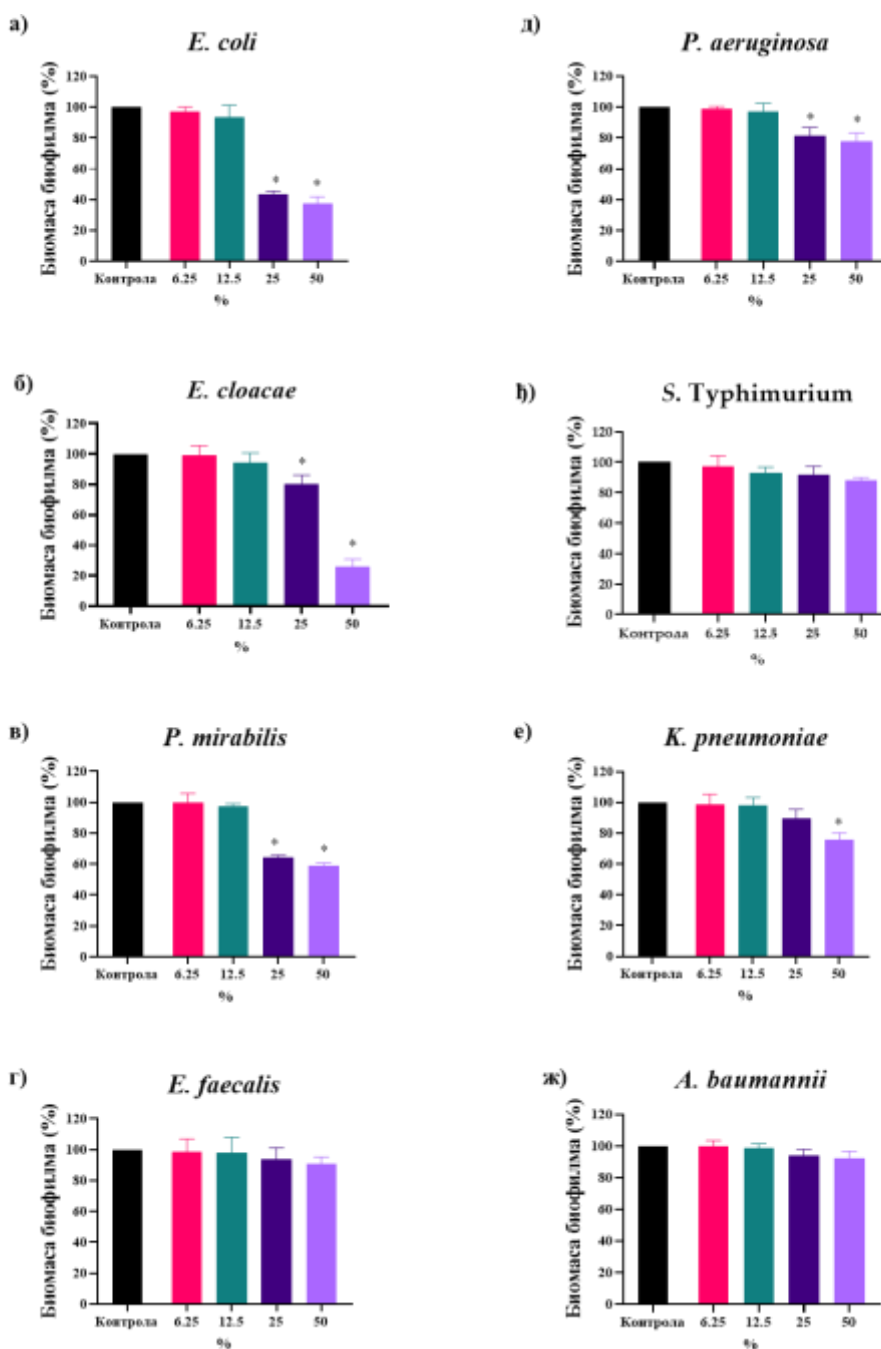 а)
E. coli
Биомаса биофилма (%)
120
100
80
60
40
20
0
*
*
Контрола 6.25 12.5 25 50
%
д)
P. aeruginosa
Биомаса биофилма (%)
120
100
80
60
40
20
0
*
*
Контрола 6.25 12.5 25 50
%
б)
E. cloacae
Биомаса биофилма (%)
120
100
80
60
40
20
0
*
*
Контрола 6.25 12.5 25 50
%
ђ)
S. Typhimurium
Биомаса биофилма (%)
120
100
80
60
40
20
0
Контрола 6.25 12.5 25 50
%
в)
P. mirabilis
Биомаса биофилма (%)
120
100
80
60
40
20
0
*
*
Контрола 6.25 12.5 25 50
%
е)
K. pneumoniae
Биомаса биофилма (%)
120
100
80
60
40
20
0
*
Контрола 6.25 12.5 25 50
%
г)
E. faecalis
Биомаса биофилма (%)
120
100
80
60
40
20
0
Контрола 6.25 12.5 25 50
%
ж)
A. baumannii
Биомаса биофилма (%)
120
100
80
60
40
20
0
Контрола 6.25 12.5 25 50
%